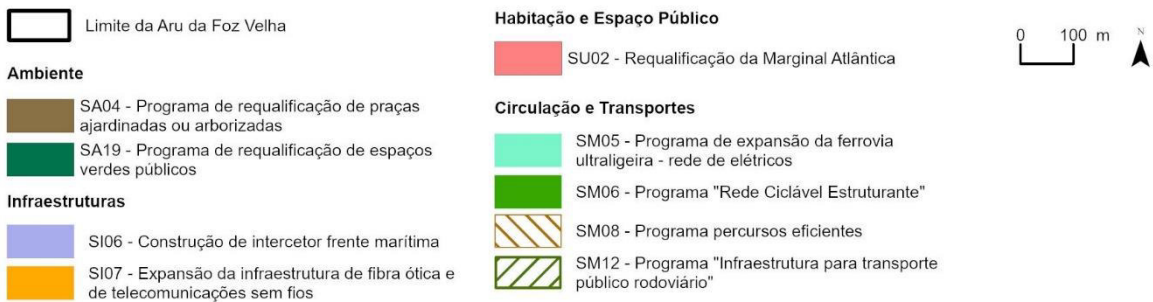 Limite da Aru da Foz Velha
Ambiente
SA04 - Programa de requalificação de praças
ajardinadas ou arborizadas
SA19 - Programa de requalificação de espaços
verdes públicos
Infraestruturas
SI06 - Construção de intercetor frente marítima
SI07 - Expansão da infraestrutura de fibra ótica e
de telecomunicações sem fios
Habitação e Espaço Público
SU02 - Requalificação da Marginal Atlântica
Circulação e Transportes
SM05 - Programa de expansão da ferrovia
ultraligeira - rede de elétricos
SM06 - Programa "Rede Ciclável Estruturante"
SM08 - Programa percursos eficientes
SM12 - Programa "Infraestrutura para transporte
público rodoviário"
0 100 m
N